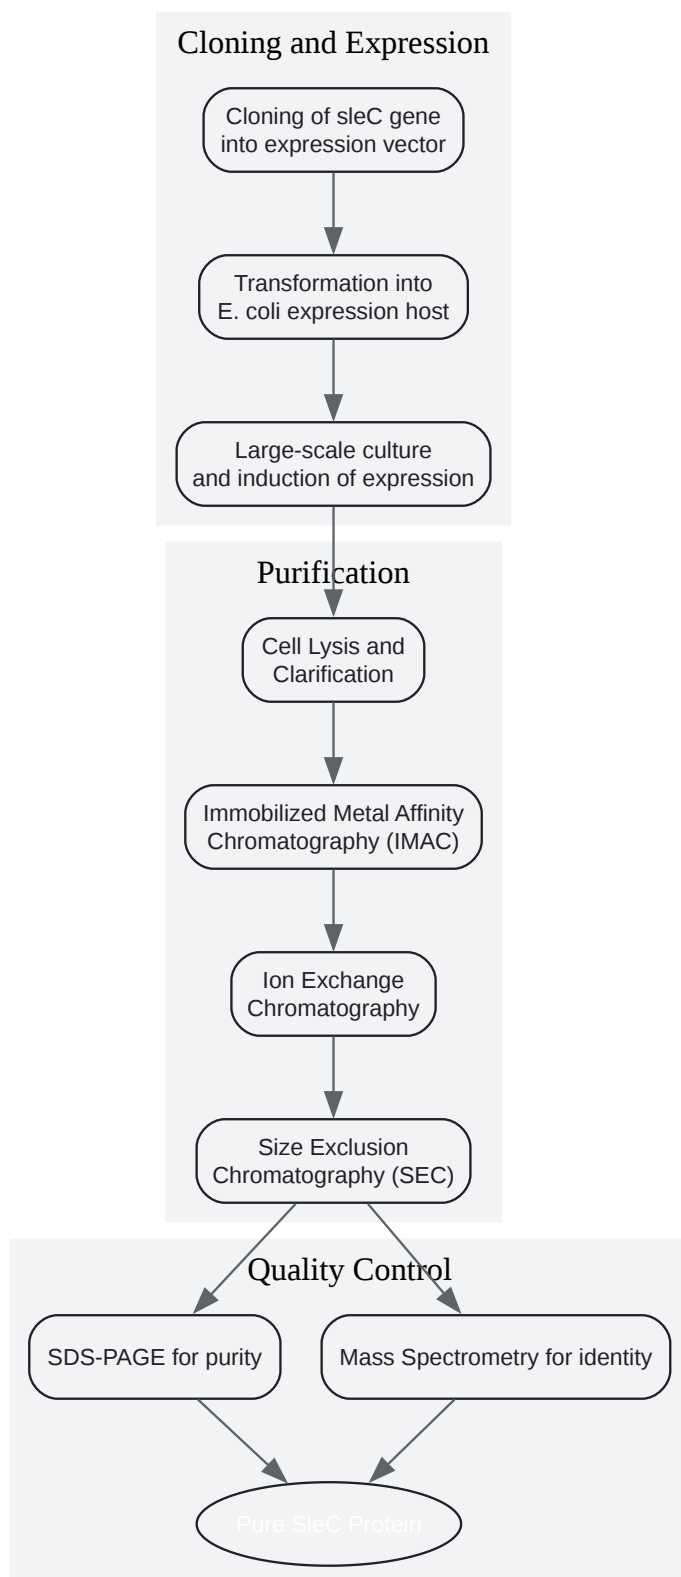 Cloning and Expression
Cloning of sleC gene
into expression vector
Transformation into
E. coli expression host
Large-scale culture
and induction of expression
Purification
Cell Lysis and
Clarification
Immobilized Metal Affinity
Chromatography (IMAC)
Ion Exchange
Chromatography
Size Exclusion
Chromatography (SEC)
Quality Control
SDS-PAGE for purity
Mass Spectrometry for identity
Pure SleC Protein